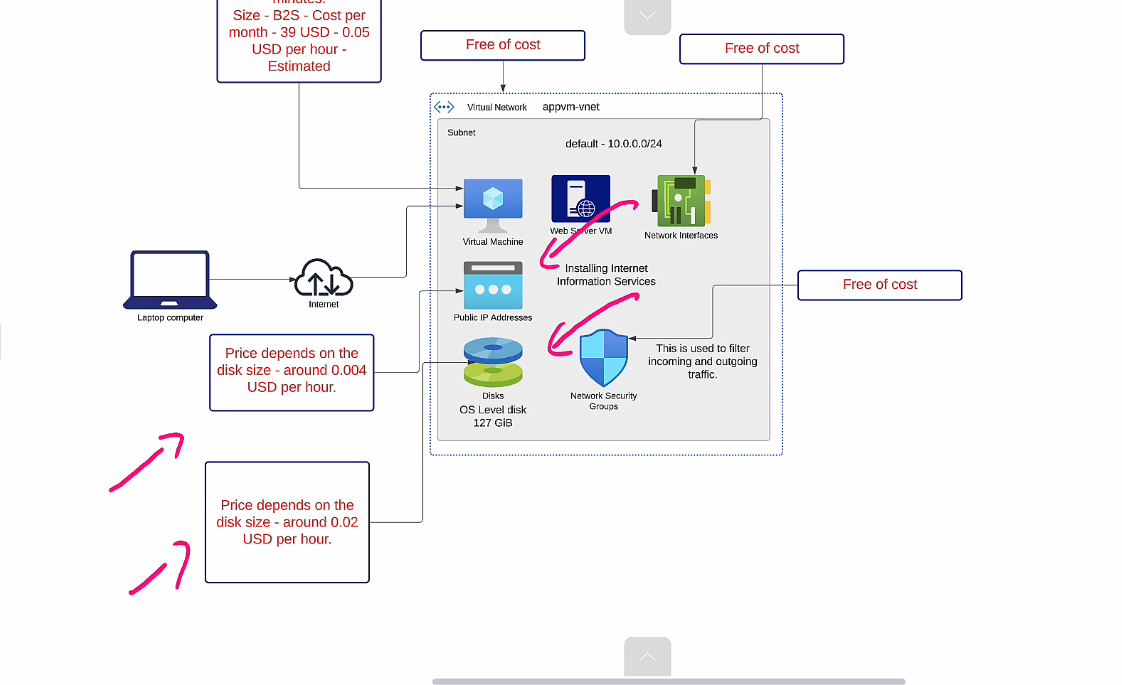 minutes.
Size - B2S - Cost per
month - 39 USD - 0.05
USD per hour -
Estimated
Free of cost
Free of cost
Virtual Network appvm-vnet
Subnet
default - 10.0.0.0/24
Virtual Machine
Web Server VM
Network Interfaces
Laptop computer
Internet
Public IP Addresses
Installing Internet
Information Services
Free of cost
Price depends on the
disk size - around 0.004
USD per hour.
Disks
OS Level disk
127 GiB
Network Security
Groups
This is used to filter
incoming and outgoing
traffic.
Price depends on the
disk size - around 0.02
USD per hour.